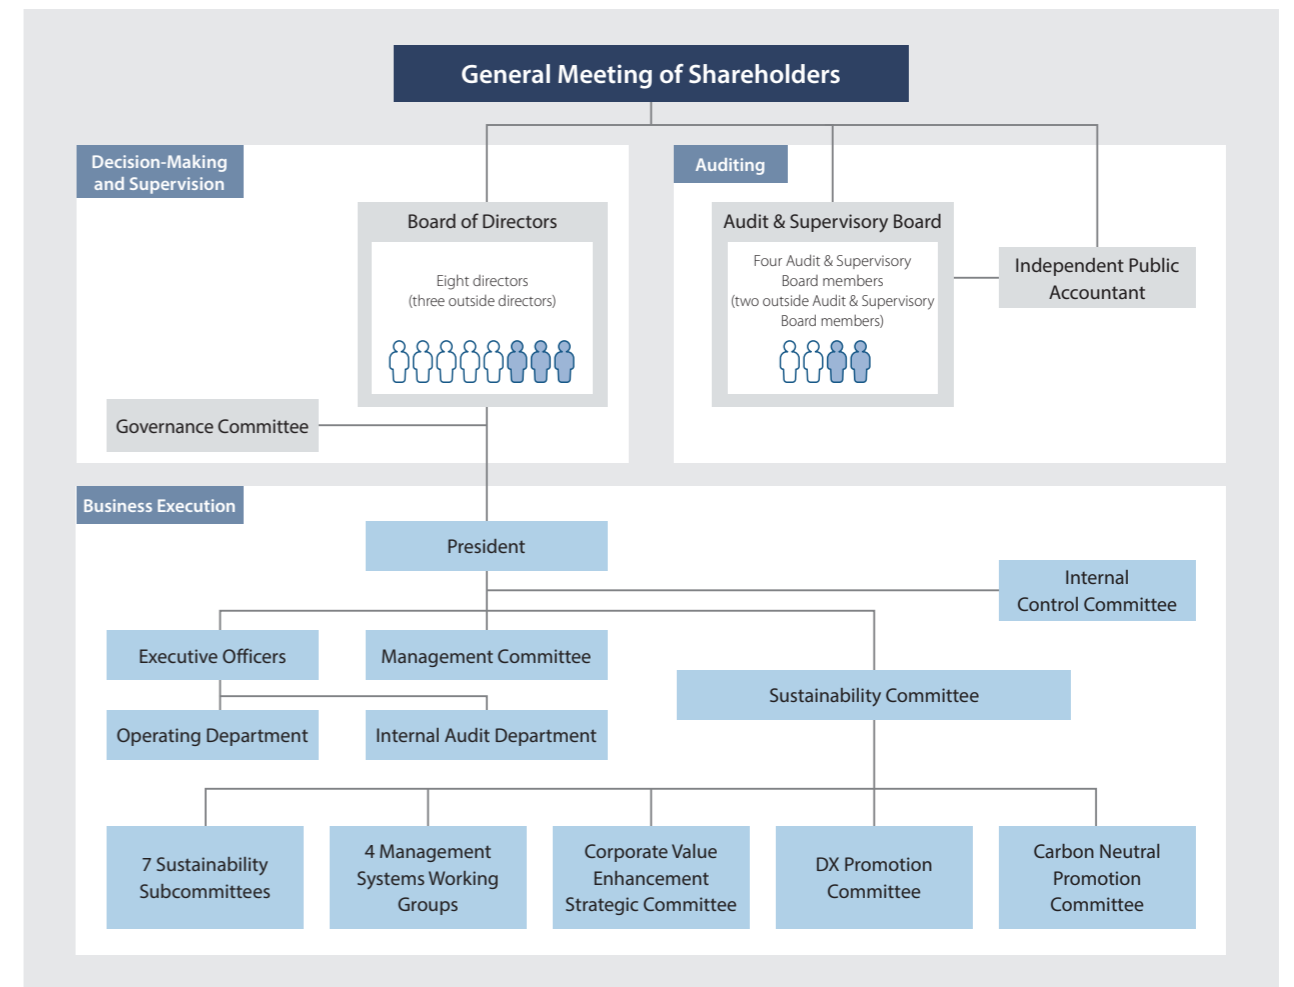 General Meeting of Shareholders
Decision-Making
and Supervision
Board of Directors
Eight directors
(three outside directors)
Governance Committee
Auditing
Audit & Supervisory Board
Four Audit & Supervisory
Board members
(two outside Audit & Supervisory
Board members)
Independent Public
Accountant
Business Execution
President
Internal
Control Committee
Executive Officers
Management Committee
Sustainability Committee
Operating Department
Internal Audit Department
7 Sustainability
Subcommittees
4 Management
Systems Working
Groups
Corporate Value
Enhancement
Strategic Committee
DX Promotion
Committee
Carbon Neutral
Promotion
Committee